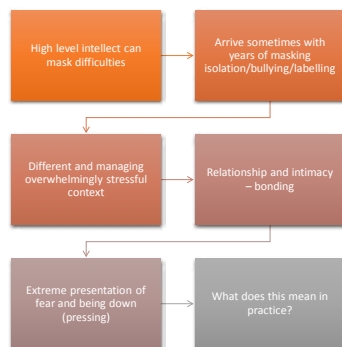 High level intellect can
mask difficulties
Arrive sometimes with
years of masking
isolation/bullying/labelling
Different and managing
overwhelmingly stressful
context
Relationship and intimacy
– bonding
Extreme presentation of
fear and being down
(pressing)
What does this mean in
practice?